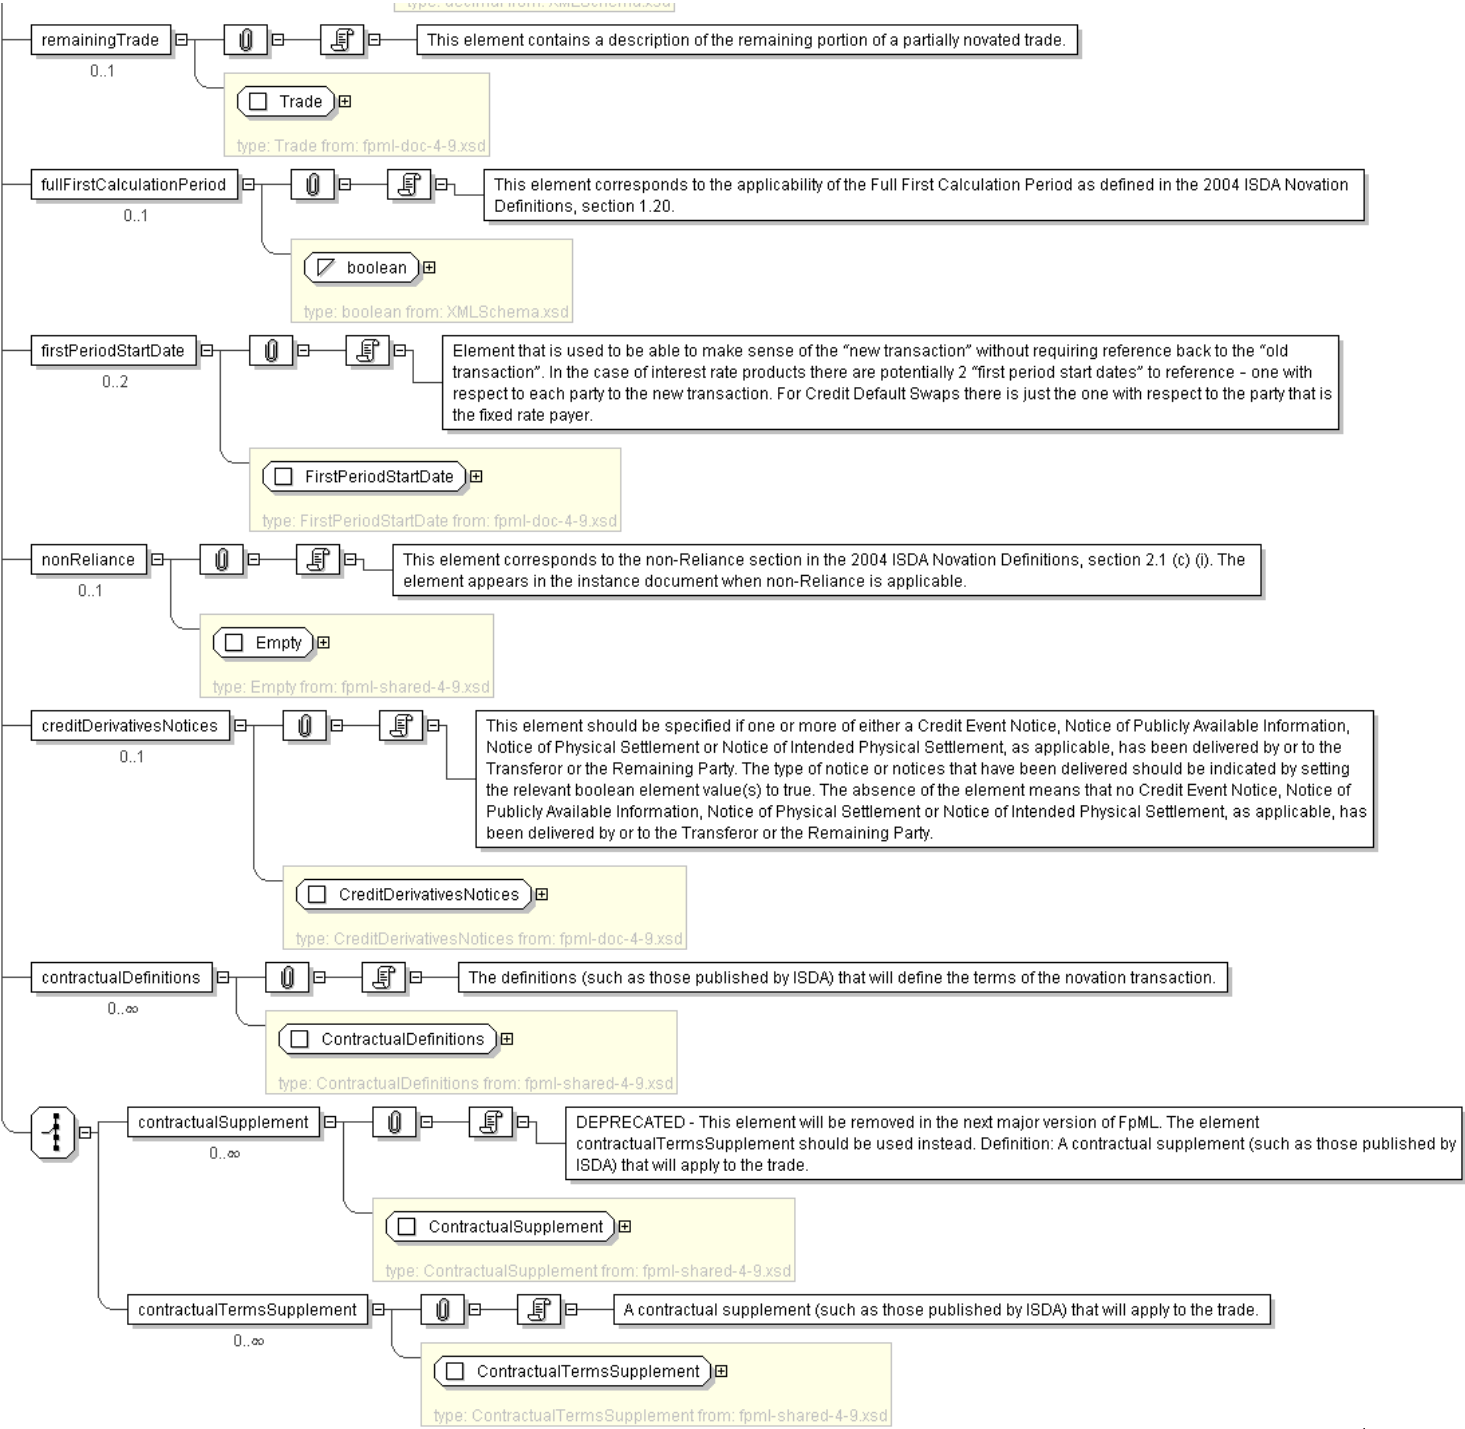 type: decimal from: XMLSchema.xsd
remainingTrade
This element contains a description of the remaining portion of a partially novated trade.
0..1
Trade
type: Trade from: fpml-doc-4-9.xsd
fullFirstCalculationPeriod
This element corresponds to the applicability of the Full First Calculation Period as defined in the 2004 ISDA Novation
Definitions, section 1.20.
0..1
boolean
type: boolean from: XMLSchema.xsd
firstPeriodStartDate
Element that is used to be able to make sense of the “new transaction” without requiring reference back to the “old
transaction”. In the case of interest rate products there are potentially 2 “first period start dates” to reference – one with
respect to each party to the new transaction. For Credit Default Swaps there is just the one with respect to the party that is
the fixed rate payer.
0..2
FirstPeriodStartDate
type: FirstPeriodStartDate from: fpml-doc-4-9.xsd
nonReliance
This element corresponds to the non-Reliance section in the 2004 ISDA Novation Definitions, section 2.1 (c) (i). The
element appears in the instance document when non-Reliance is applicable.
0..1
Empty
type: Empty from: fpml-shared-4-9.xsd
creditDerivativesNotices
This element should be specified if one or more of either a Credit Event Notice, Notice of Publicly Available Information,
Notice of Physical Settlement or Notice of Intended Physical Settlement, as applicable, has been delivered by or to the
Transferor or the Remaining Party. The type of notice or notices that have been delivered should be indicated by setting
the relevant boolean element value(s) to true. The absence of the element means that no Credit Event Notice, Notice of
Publicly Available Information, Notice of Physical Settlement or Notice of Intended Physical Settlement, as applicable, has
been delivered by or to the Transferor or the Remaining Party.
0..1
CreditDerivativesNotices
type: CreditDerivativesNotices from: fpml-doc-4-9.xsd
contractualDefinitions
The definitions (such as those published by ISDA) that will define the terms of the novation transaction.
0..∞
ContractualDefinitions
type: ContractualDefinitions from: fpml-shared-4-9.xsd
contractualSupplement
DEPRECATED - This element will be removed in the next major version of FpML. The element
contractualTermsSupplement should be used instead. Definition: A contractual supplement (such as those published by
ISDA) that will apply to the trade.
0..∞
ContractualSupplement
type: ContractualSupplement from: fpml-shared-4-9.xsd
contractualTermsSupplement
A contractual supplement (such as those published by ISDA) that will apply to the trade.
0..∞
ContractualTermsSupplement
type: ContractualTermsSupplement from: fpml-shared-4-9.xsd